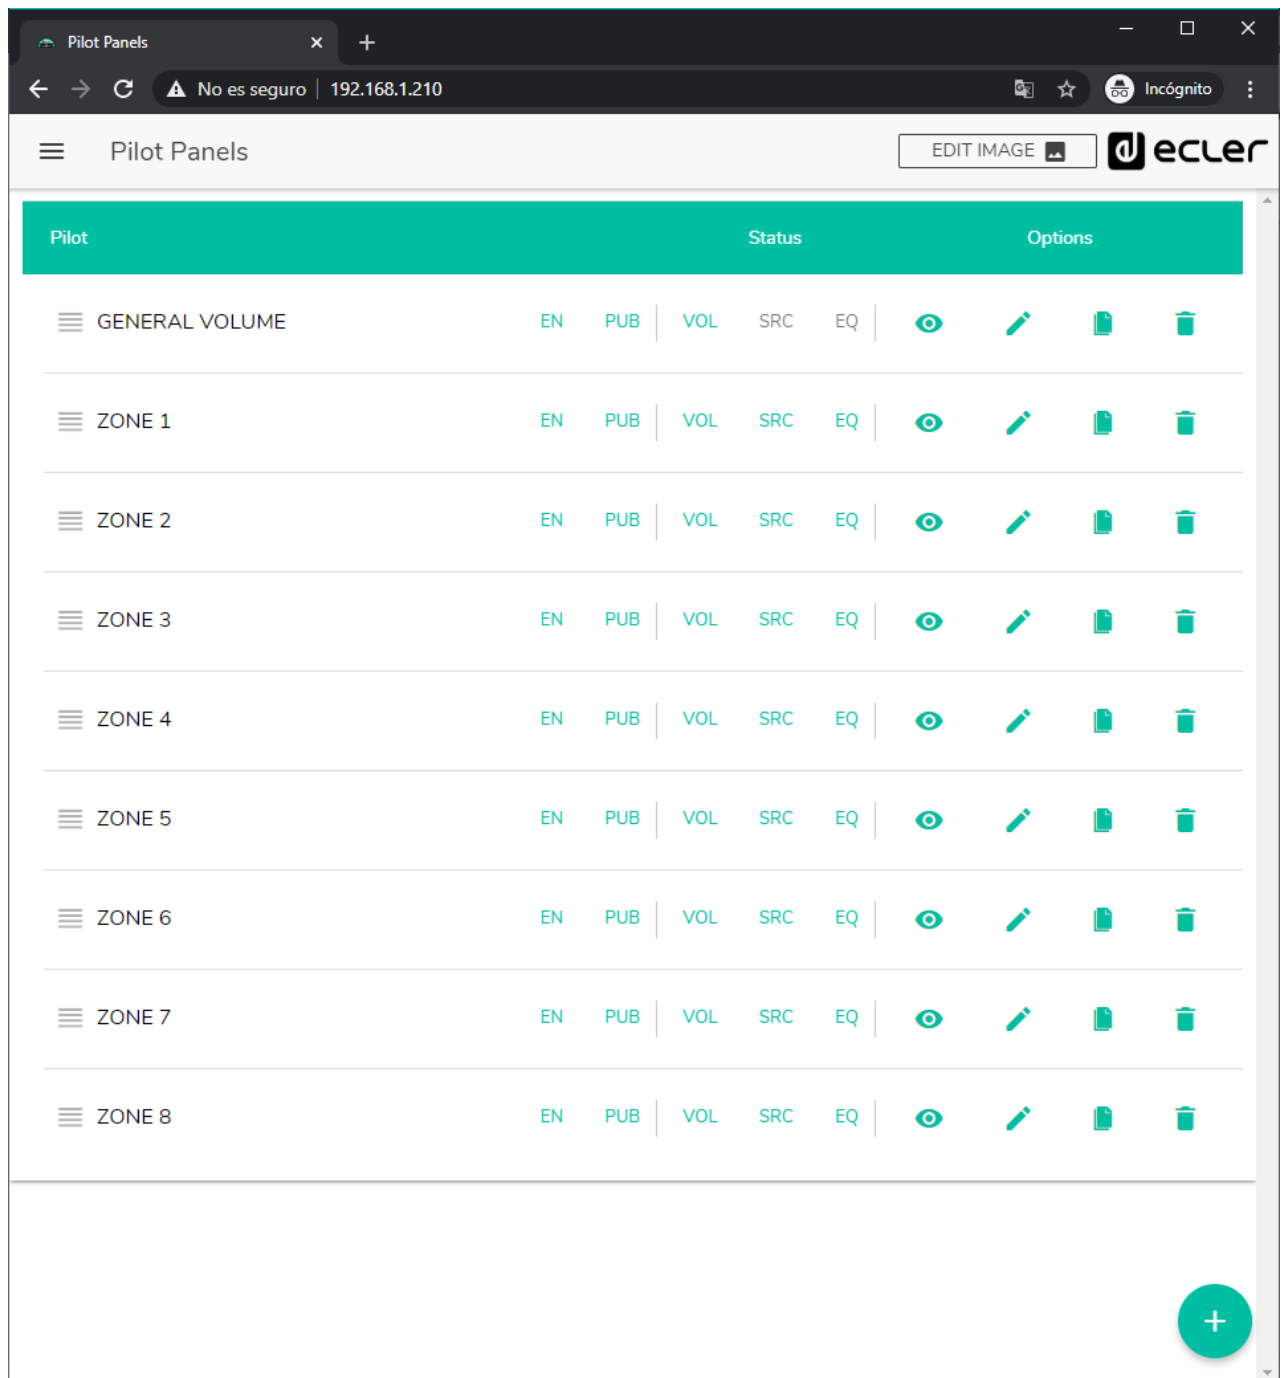 Pilot Panels
No es seguro | 192.168.1.210 Incógnito
Pilot Panels EDIT IMAGE ecler
Pilot Status Options
GENERAL VOLUME EN PUB VOL SRC EQ
ZONE 1 EN PUB VOL SRC EQ
ZONE 2 EN PUB VOL SRC EQ
ZONE 3 EN PUB VOL SRC EQ
ZONE 4 EN PUB VOL SRC EQ
ZONE 5 EN PUB VOL SRC EQ
ZONE 6 EN PUB VOL SRC EQ
ZONE 7 EN PUB VOL SRC EQ
ZONE 8 EN PUB VOL SRC EQ